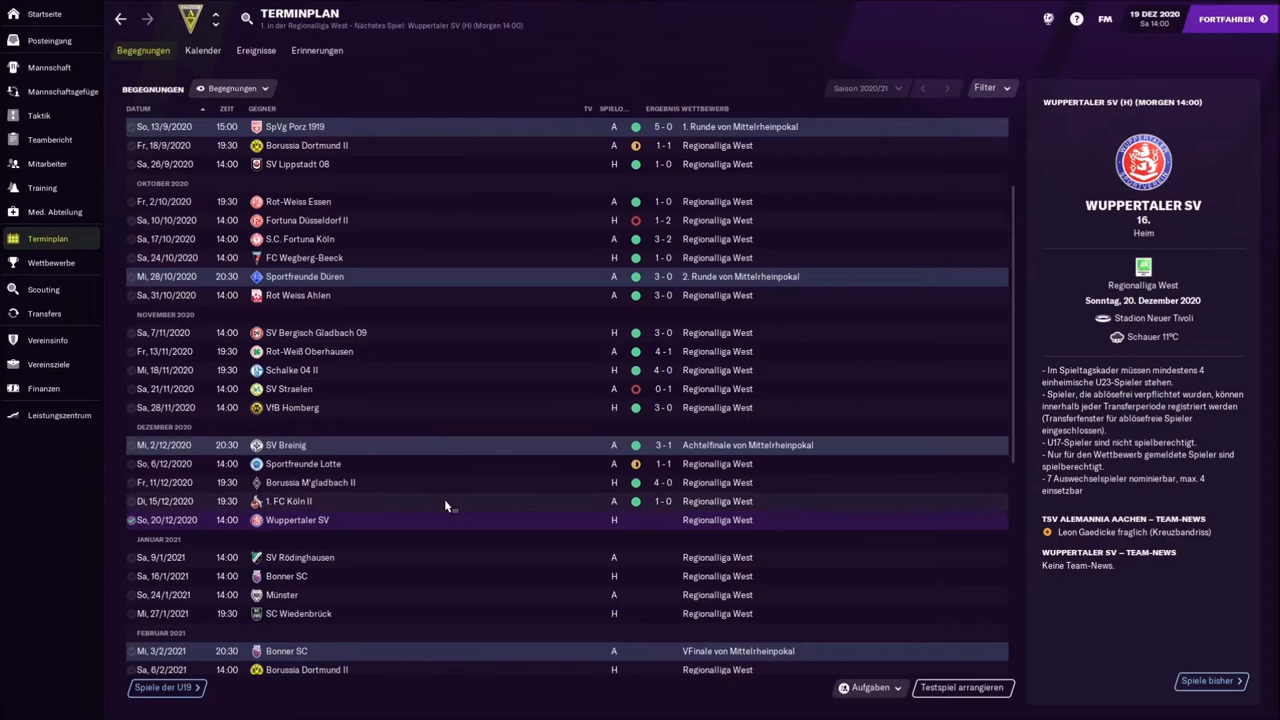 Startseite
Posteingang
Mannschaft
Mannschaftsgefüge
Taktik
Teambericht
Mitarbeiter
Training
Med. Abteilung
Terminplan
Wettbewerbe
Scouting
Transfers
Vereinsinfo
Vereinsziele
Finanzen
Leistungszentrum
TERMINPLAN
1. in der Regionalliga West - Nächstes Spiel: Wuppertaler SV (H) (Morgen 14:00)
? FM 19 DEZ 2020
Sa 14:00
FORTFAHREN
Begegnungen Kalender Ereignisse Erinnerungen
BEGEGNUNGEN Begegnungen Saison 2020/21 Filter
DATUM ZEIT GEGNER TV SPIELO... ERGEBNIS WETTBEWERB
So, 13/9/2020 15:00 SpVg Porz 1919 A 5 - 0 1. Runde von Mittelrheinpokal
Fr, 18/9/2020 19:30 Borussia Dortmund II A 1 - 1 Regionalliga West
Sa, 26/9/2020 14:00 SV Lippstadt 08 H 1 - 0 Regionalliga West
OKTOBER 2020
Fr, 2/10/2020 19:30 Rot-Weiss Essen A 1 - 0 Regionalliga West
Sa, 10/10/2020 14:00 Fortuna Düsseldorf II H 1 - 2 Regionalliga West
Sa, 17/10/2020 14:00 S.C. Fortuna Köln A 3 - 2 Regionalliga West
Sa, 24/10/2020 14:00 FC Wegberg-Beeck H 1 - 0 Regionalliga West
Mi, 28/10/2020 20:30 Sportfreunde Düren A 3 - 0 2. Runde von Mittelrheinpokal
Sa, 31/10/2020 14:00 Rot Weiss Ahlen A 3 - 0 Regionalliga West
NOVEMBER 2020
Sa, 7/11/2020 14:00 SV Bergisch Gladbach 09 H 3 - 0 Regionalliga West
Fr, 13/11/2020 19:30 Rot-Weiß Oberhausen A 4 - 1 Regionalliga West
Mi, 18/11/2020 19:30 Schalke 04 II H 4 - 0 Regionalliga West
Sa, 21/11/2020 14:00 SV Straelen A 0 - 1 Regionalliga West
Sa, 28/11/2020 14:00 VfB Homberg H 3 - 0 Regionalliga West
DEZEMBER 2020
Mi, 2/12/2020 20:30 SV Breinig A 3 - 1 Achtelfinale von Mittelrheinpokal
So, 6/12/2020 14:00 Sportfreunde Lotte A 1 - 1 Regionalliga West
Fr, 11/12/2020 19:30 Borussia M'gladbach II H 4 - 0 Regionalliga West
Di, 15/12/2020 19:30 1. FC Köln II A 1 - 0 Regionalliga West
So, 20/12/2020 14:00 Wuppertaler SV H Regionalliga West
JANUAR 2021
Sa, 9/1/2021 14:00 SV Rödinghausen A Regionalliga West
Sa, 16/1/2021 14:00 Bonner SC H Regionalliga West
So, 24/1/2021 14:00 Münster A Regionalliga West
Mi, 27/1/2021 19:30 SC Wiedenbrück H Regionalliga West
FEBRUAR 2021
Mi, 3/2/2021 20:30 Bonner SC A VFinale von Mittelrheinpokal
Sa, 6/2/2021 14:00 Borussia Dortmund II H Regionalliga West
Spiele der U19 Aufgaben Testspiel arrangieren
WUPPERTALER SV (H) (MORGEN 14:00)
WUPPERTALER SV
16.
Heim
Regionalliga West
Sonntag, 20. Dezember 2020
Stadion Neuer Tivoli
Schauer 11ºC
- Im Spieltagskader müssen mindestens 4
einheimische U23-Spieler stehen.
- Spieler, die ablösefrei verpflichtet wurden, können
innerhalb jeder Transferperiode registriert werden
(Transferfenster für ablösefreie Spieler
eingeschlossen).
- U17-Spieler sind nicht spielberechtigt.
- Nur für den Wettbewerb gemeldete Spieler sind
spielberechtigt.
- 7 Auswechselspieler nominierbar, max. 4
einsetzbar
TSV ALEMANNIA AACHEN – TEAM-NEWS
Leon Gaedicke fraglich (Kreuzbandriss)
WUPPERTALER SV – TEAM-NEWS
Keine Team-News.
Spiele bisher